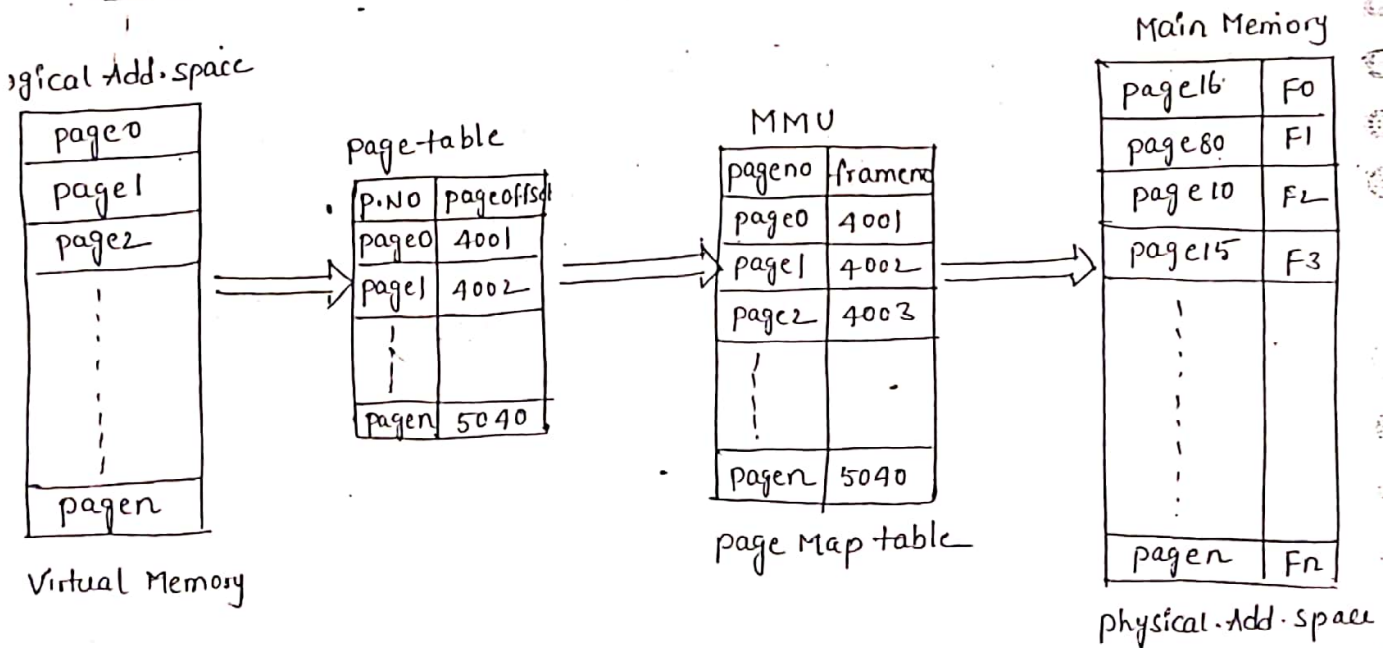 gical Add. space
page0
page1
page2
pagen
Virtual Memory
page-table
P.NO pageoffset
page0 4001
page1 4002
pagen 5040
MMU
pageno frameno
page0 4001
page1 4002
page2 4003
pagen 5040
page Map table
Main Memory
page16 F0
page80 F1
page10 F2
page15 F3
pagen Fn
physical. Add. space